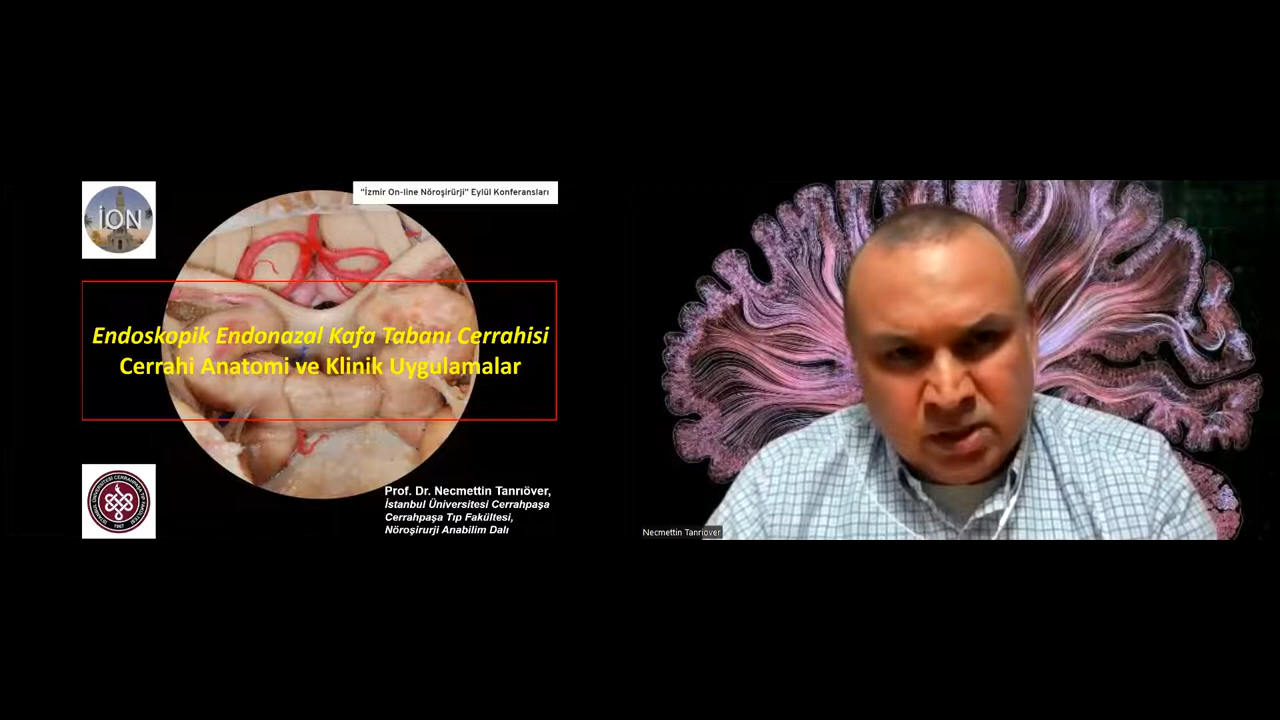 İON
"İzmir On-line Nöroşirürji" Eylül Konferansları
Endoskopik Endonazal Kafa Tabanı Cerrahisi
Cerrahi Anatomi ve Klinik Uygulamalar
Prof. Dr. Necmettin Tanrıöver,
İstanbul Üniversitesi Cerrahpaşa
Cerrahpaşa Tıp Fakültesi,
Nöroşirurji Anabilim Dalı
1967
Necmettin Tanrıöver